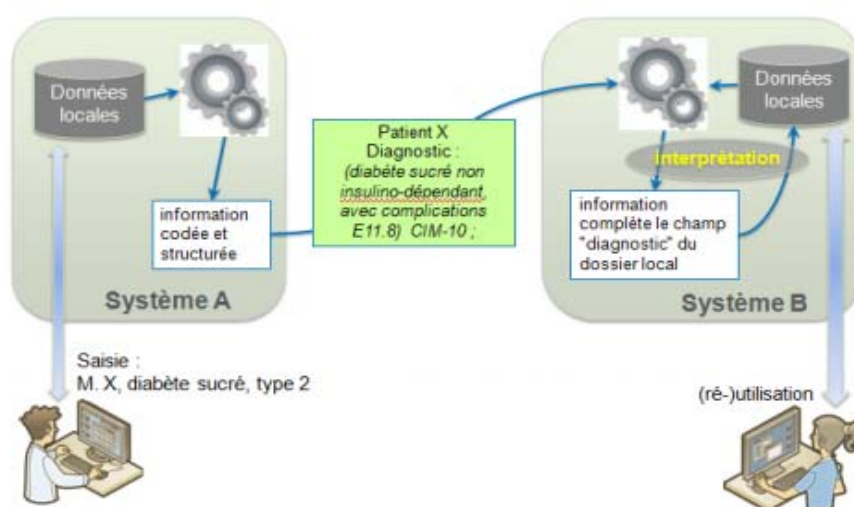 Données
locales
information
codée et
structurée
Système A
Saisie :
M. X, diabète sucré, type 2
Patient X
Diagnostic :
(diabéte sucré non
insulino-dépendant,
avec complications
E11.8) CIM-10 ;
Données
locales
interprétation
information
complète le champ
"diagnostic" du
dossier local
Système B
(ré-)utilisation